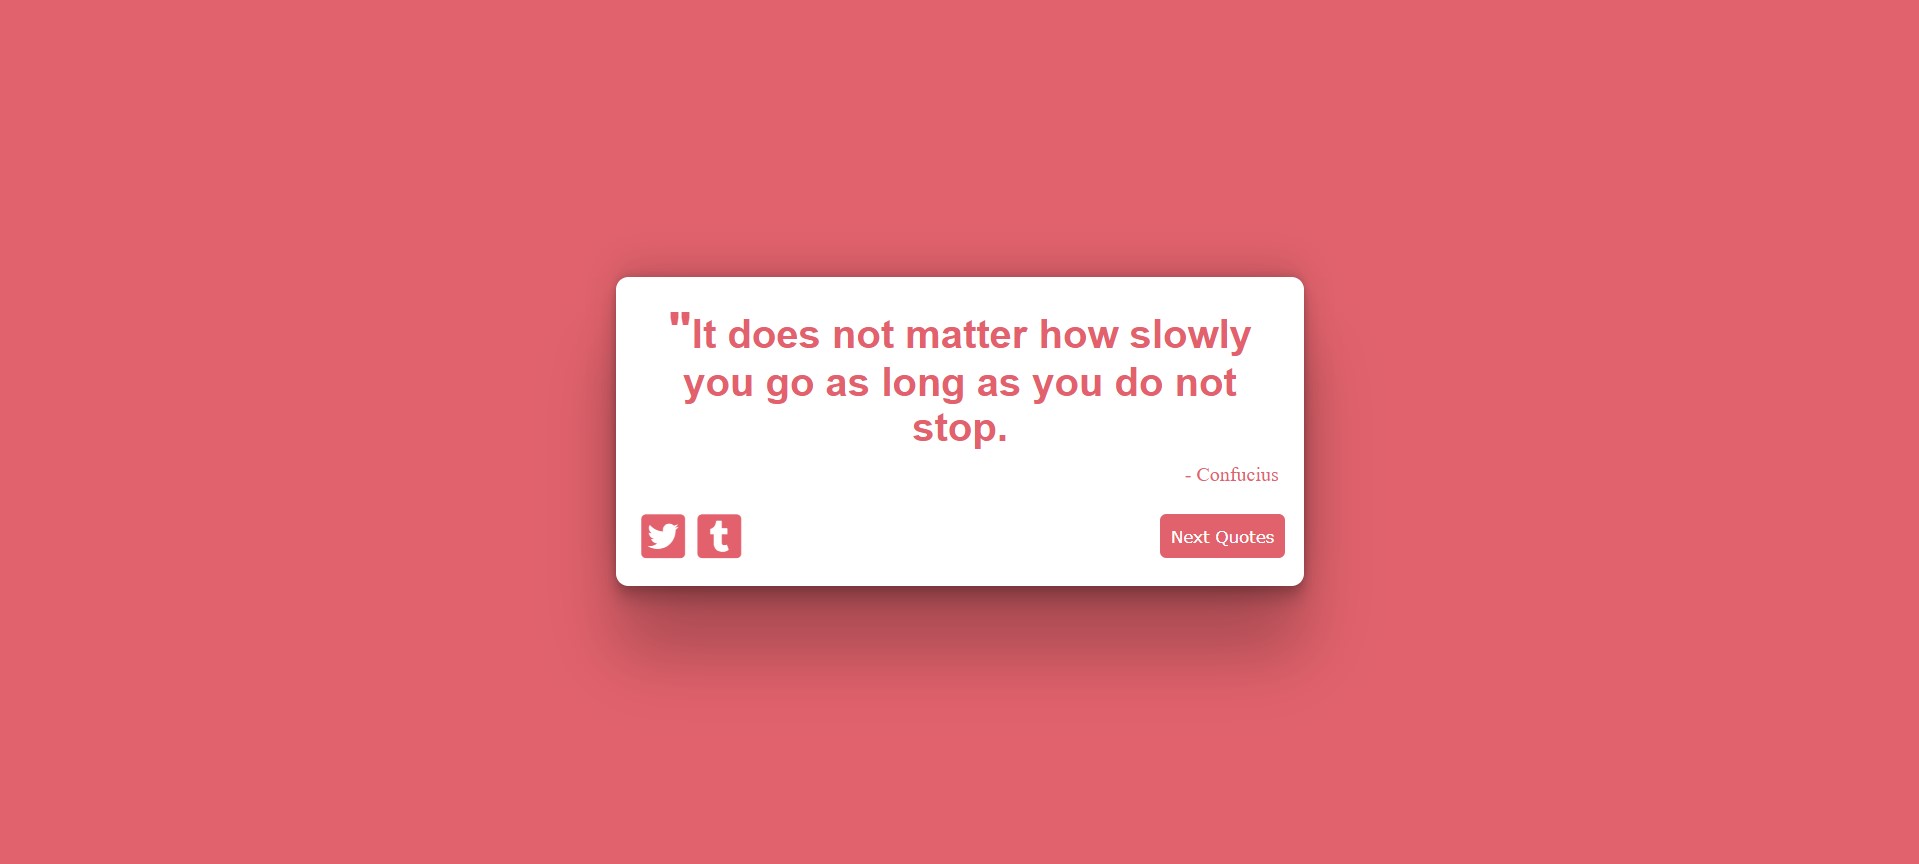 "It does not matter how slowly
you go as long as you do not
stop.
- Confucius
Next Quotes